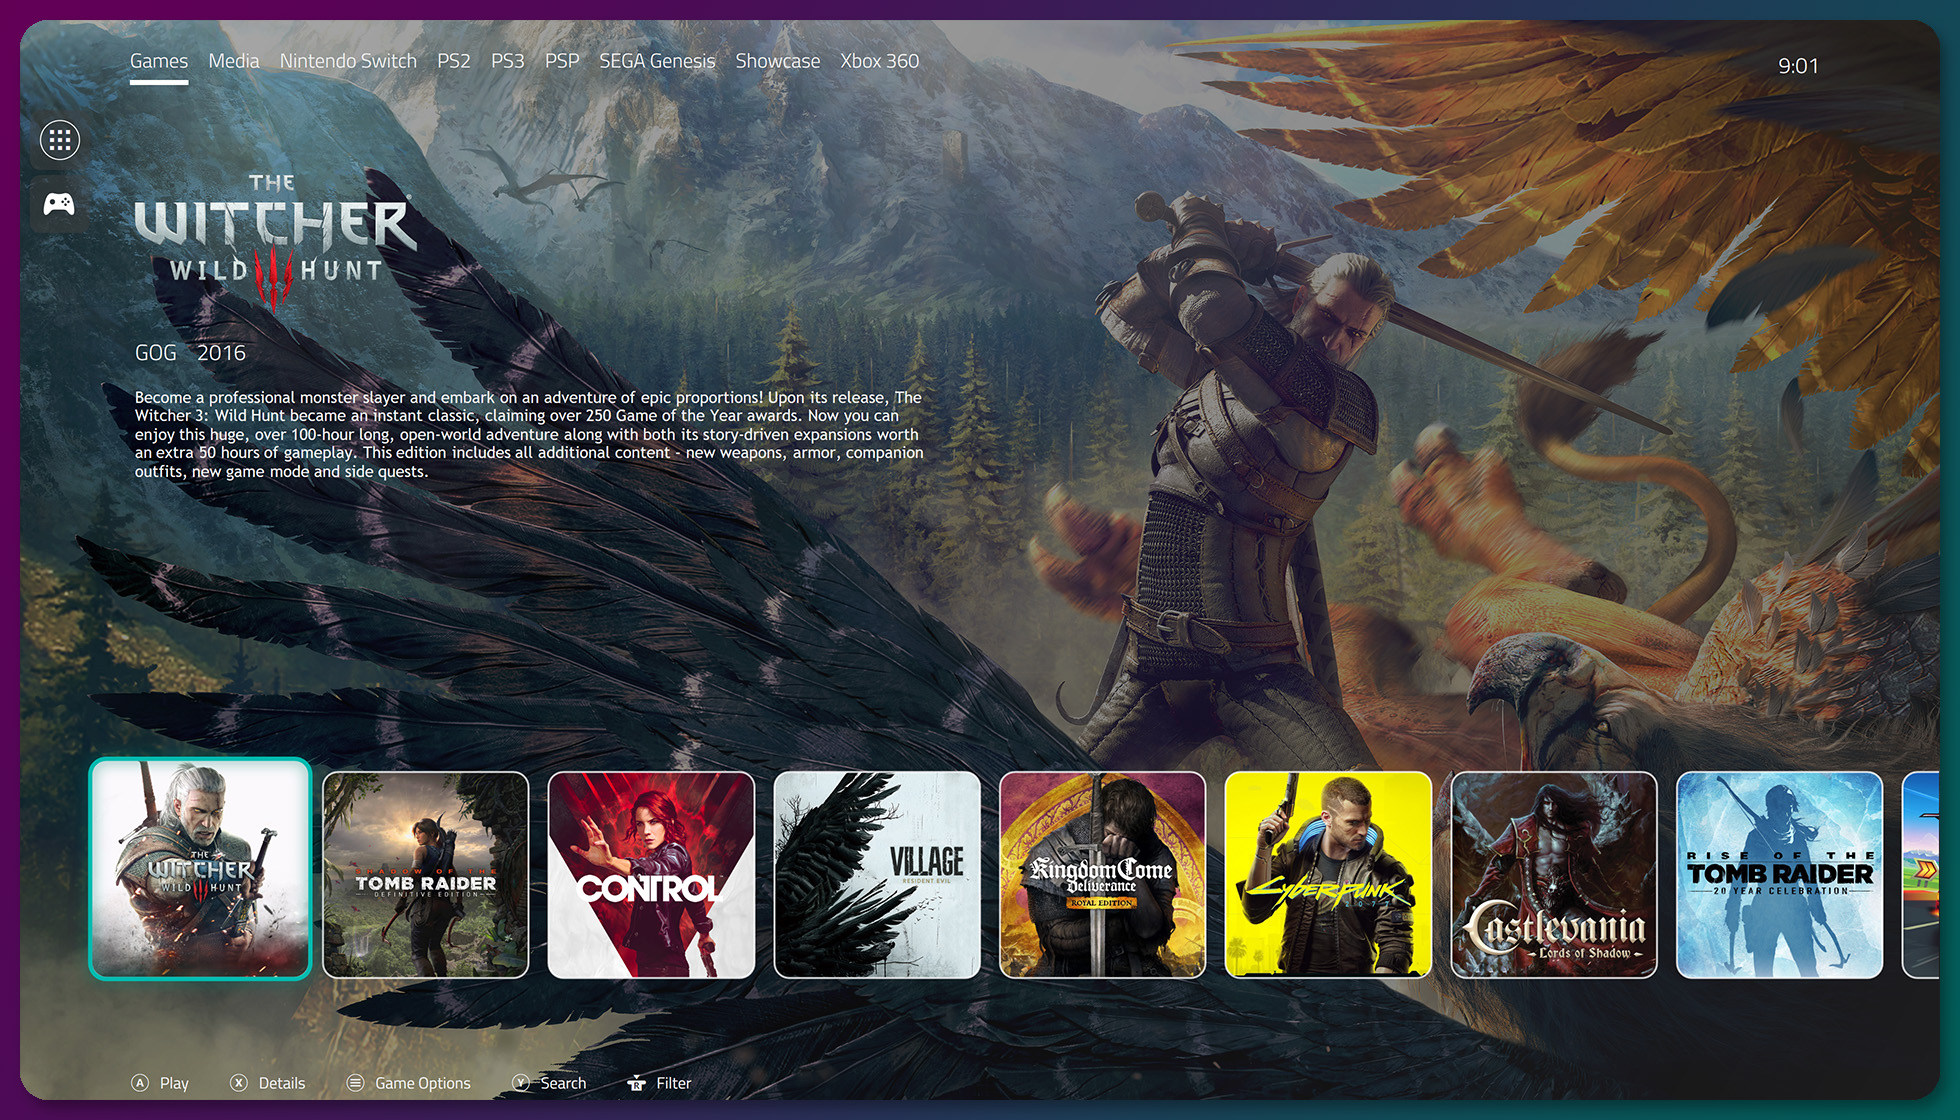 Games Media Nintendo Switch PS2 PS3 PSP SEGA Genesis Showcase Xbox 360
9:01
THE
WITCHER
WILD HUNT
GOG 2016
Become a professional monster slayer and embark on an adventure of epic proportions! Upon its release, The
Witcher 3: Wild Hunt became an instant classic, claiming over 250 Game of the Year awards. Now you can
enjoy this huge, over 100-hour long, open-world adventure along with both its story-driven expansions worth
an extra 50 hours of gameplay. This edition includes all additional content - new weapons, armor, companion
outfits, new game mode and side quests.
THE
WITCHER
WILD HUNT
SHADOW OF THE
TOMB RAIDER
DEFINITIVE EDITION
CONTROL
VILLAGE
RESIDENT EVIL
Kingdom Come
Deliverance
ROYAL EDITION
Cyberpunk
2077
Castlevania
Lords of Shadow
RISE OF THE
TOMB RAIDER
20 YEAR CELEBRATION
A Play X Details Game Options Y Search R Filter